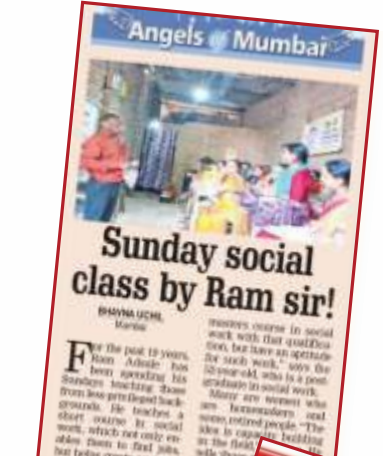 Angels of Mumbai
Sunday social
class by Ram sir!
BHAVNA UCHIL
Mumbai
For the past 19 years,
Ram Adsule has
been spending his
Sundays teaching those
from less privileged back-
grounds. He teaches a
short course in social
work, which not only en-
ables them to find jobs,
but helps
masters course in social
work with that qualifica-
tion, but have an aptitude
for such work," says the
52-year-old, who is a post-
graduate in social work.
Many are women who
are homemakers and
some, retired people. "The
idea is capacity building
in the field,